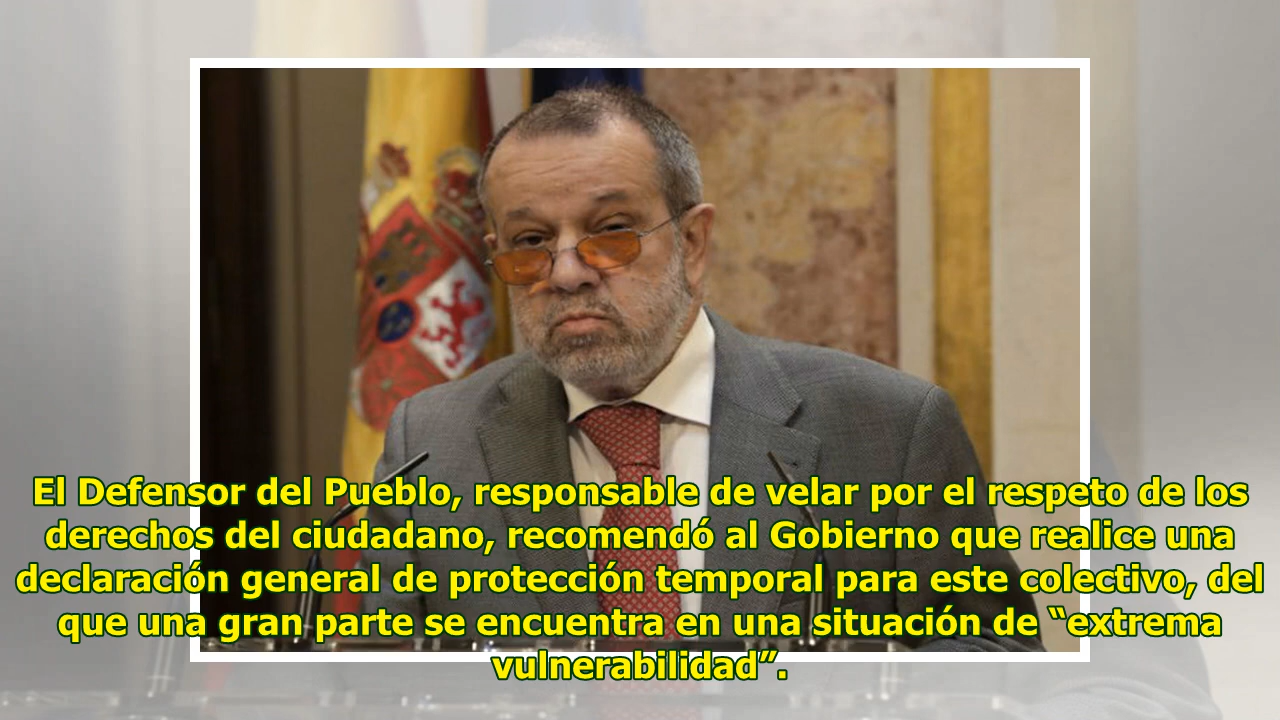 El Defensor del Pueblo, responsable de velar por el respeto de los
derechos del ciudadano, recomendó al Gobierno que realice una
declaración general de protección temporal para este colectivo, del
que una gran parte se encuentra en una situación de “extrema
vulnerabilidad”.